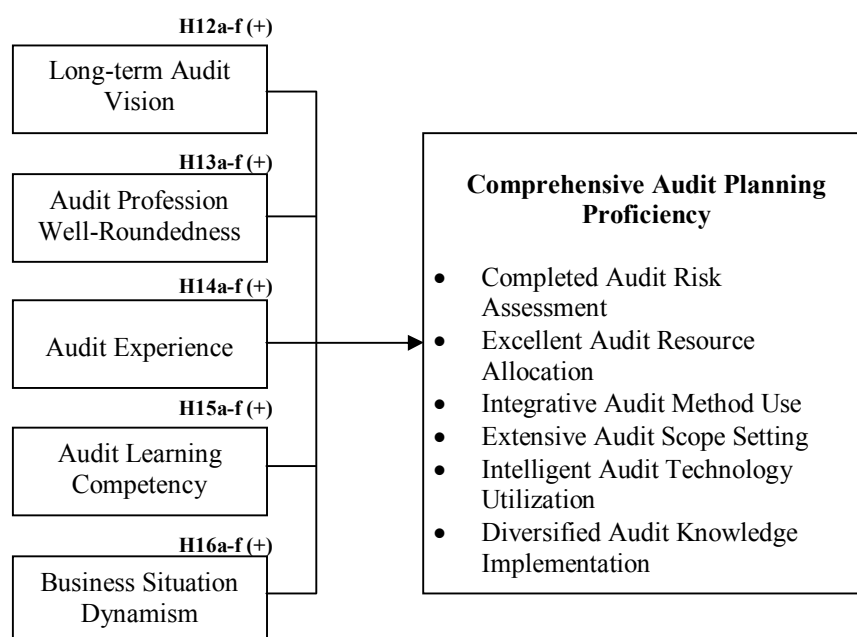 H12a-f (+)
Long-term Audit
Vision
H13a-f (+)
Audit Profession
Well-Roundedness
H14a-f (+)
Audit Experience
H15a-f (+)
Audit Learning
Competency
H16a-f (+)
Business Situation
Dynamism
Comprehensive Audit Planning
Proficiency
• Completed Audit Risk
Assessment
• Excellent Audit Resource
Allocation
• Integrative Audit Method Use
• Extensive Audit Scope Setting
• Intelligent Audit Technology
Utilization
• Diversified Audit Knowledge
Implementation